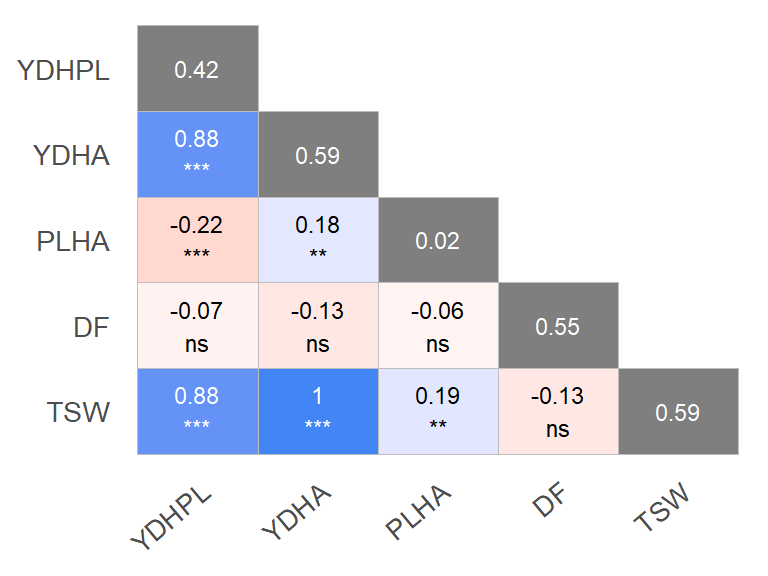 YDHPL 0.42
YDHA 0.88 0.59
***
PLHA -0.22 0.18 0.02
*** **
DF -0.07 -0.13 -0.06 0.55
ns ns ns
TSW 0.88 1 0.19 -0.13 0.59
*** *** ** ns
YDHPL YDHA PLHA DF TSW